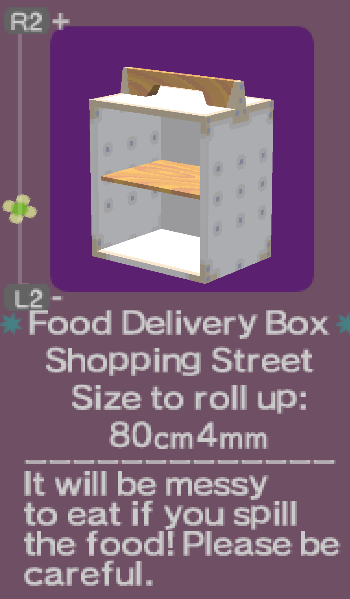 R2 +
L2 -
Food Delivery Box
Shopping Street
Size to roll up:
80cm4mm
It will be messy
to eat if you spill
the food! Please be
careful.